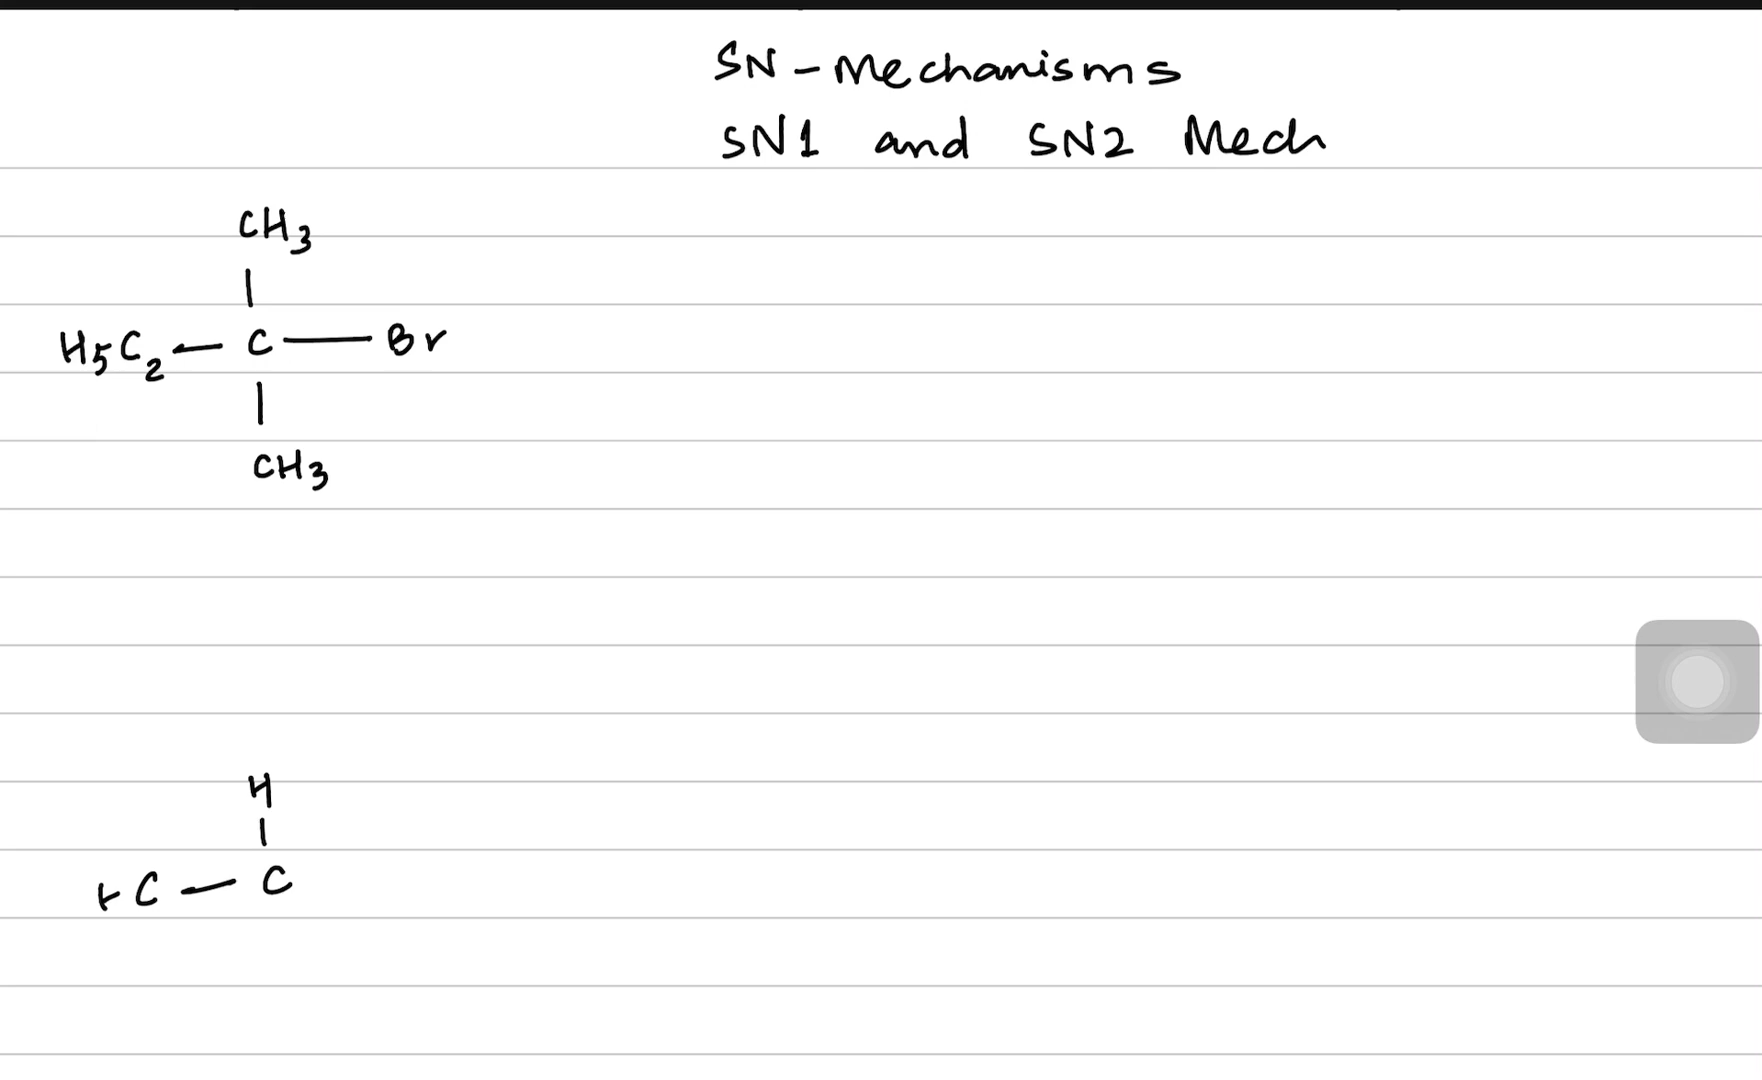 SN - Mechanisms
SN1 and SN2 Mech
CH3
|
H5C2 — C — Br
|
CH3
H
|
C — C